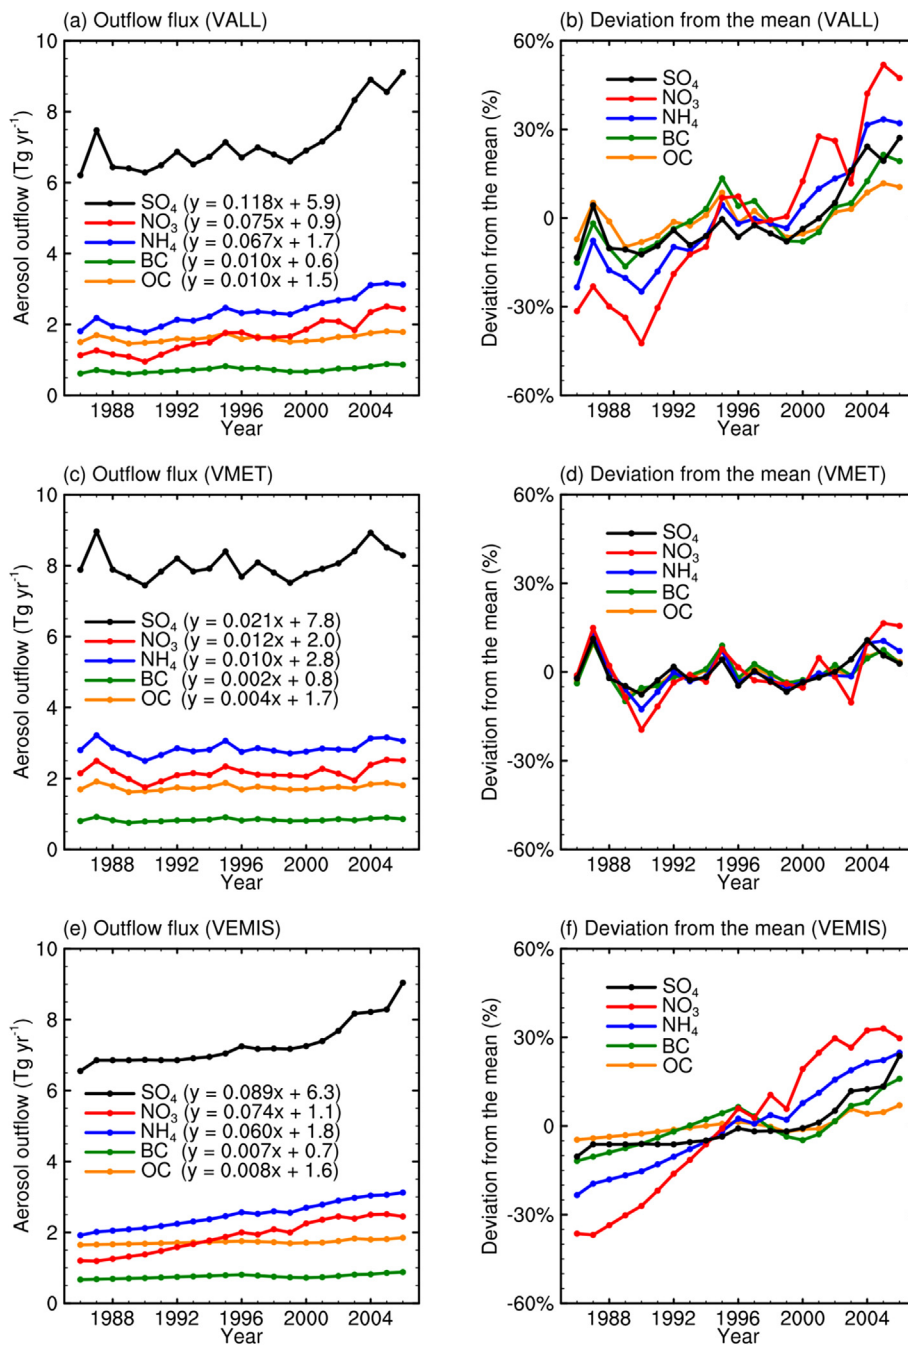 (a) Outflow flux (VALL)
10
8
6
4
2
0
Aerosol outflow (Tg yr⁻¹)
SO₄ (y = 0.118x + 5.9)
NO₃ (y = 0.075x + 0.9)
NH₄ (y = 0.067x + 1.7)
BC (y = 0.010x + 0.6)
OC (y = 0.010x + 1.5)
1988 1992 1996 2000 2004
Year
(b) Deviation from the mean (VALL)
60%
30%
0
-30%
-60%
Deviation from the mean (%)
SO₄
NO₃
NH₄
BC
OC
1988 1992 1996 2000 2004
Year
(c) Outflow flux (VMET)
10
8
6
4
2
0
Aerosol outflow (Tg yr⁻¹)
SO₄ (y = 0.021x + 7.8)
NO₃ (y = 0.012x + 2.0)
NH₄ (y = 0.010x + 2.8)
BC (y = 0.002x + 0.8)
OC (y = 0.004x + 1.7)
1988 1992 1996 2000 2004
Year
(d) Deviation from the mean (VMET)
60%
30%
0
-30%
-60%
Deviation from the mean (%)
SO₄
NO₃
NH₄
BC
OC
1988 1992 1996 2000 2004
Year
(e) Outflow flux (VEMIS)
10
8
6
4
2
0
Aerosol outflow (Tg yr⁻¹)
SO₄ (y = 0.089x + 6.3)
NO₃ (y = 0.074x + 1.1)
NH₄ (y = 0.060x + 1.8)
BC (y = 0.007x + 0.7)
OC (y = 0.008x + 1.6)
1988 1992 1996 2000 2004
Year
(f) Deviation from the mean (VEMIS)
60%
30%
0
-30%
-60%
Deviation from the mean (%)
SO₄
NO₃
NH₄
BC
OC
1988 1992 1996 2000 2004
Year